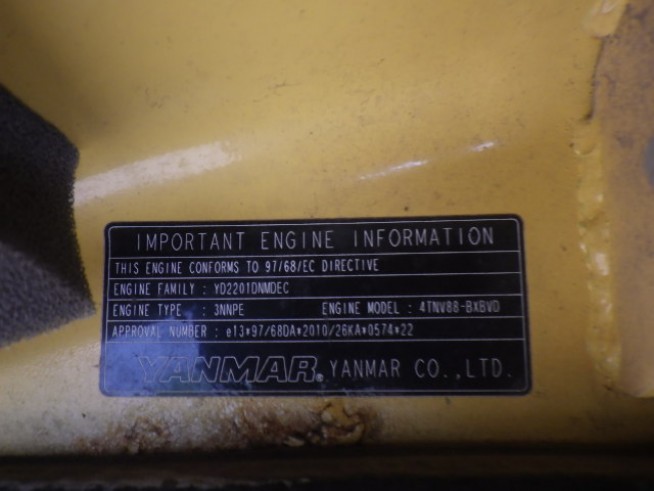 IMPORTANT ENGINE INFORMATION
THIS ENGINE CONFORMS TO 97/68/EC DIRECTIVE
ENGINE FAMILY : YD2201DNMDEC
ENGINE TYPE : 3NNPE ENGINE MODEL : 4TNV88-BXBVD
APPROVAL NUMBER : e13*97/68DA*2010/26KA*0574*22
YANMAR. YANMAR CO.,LTD.